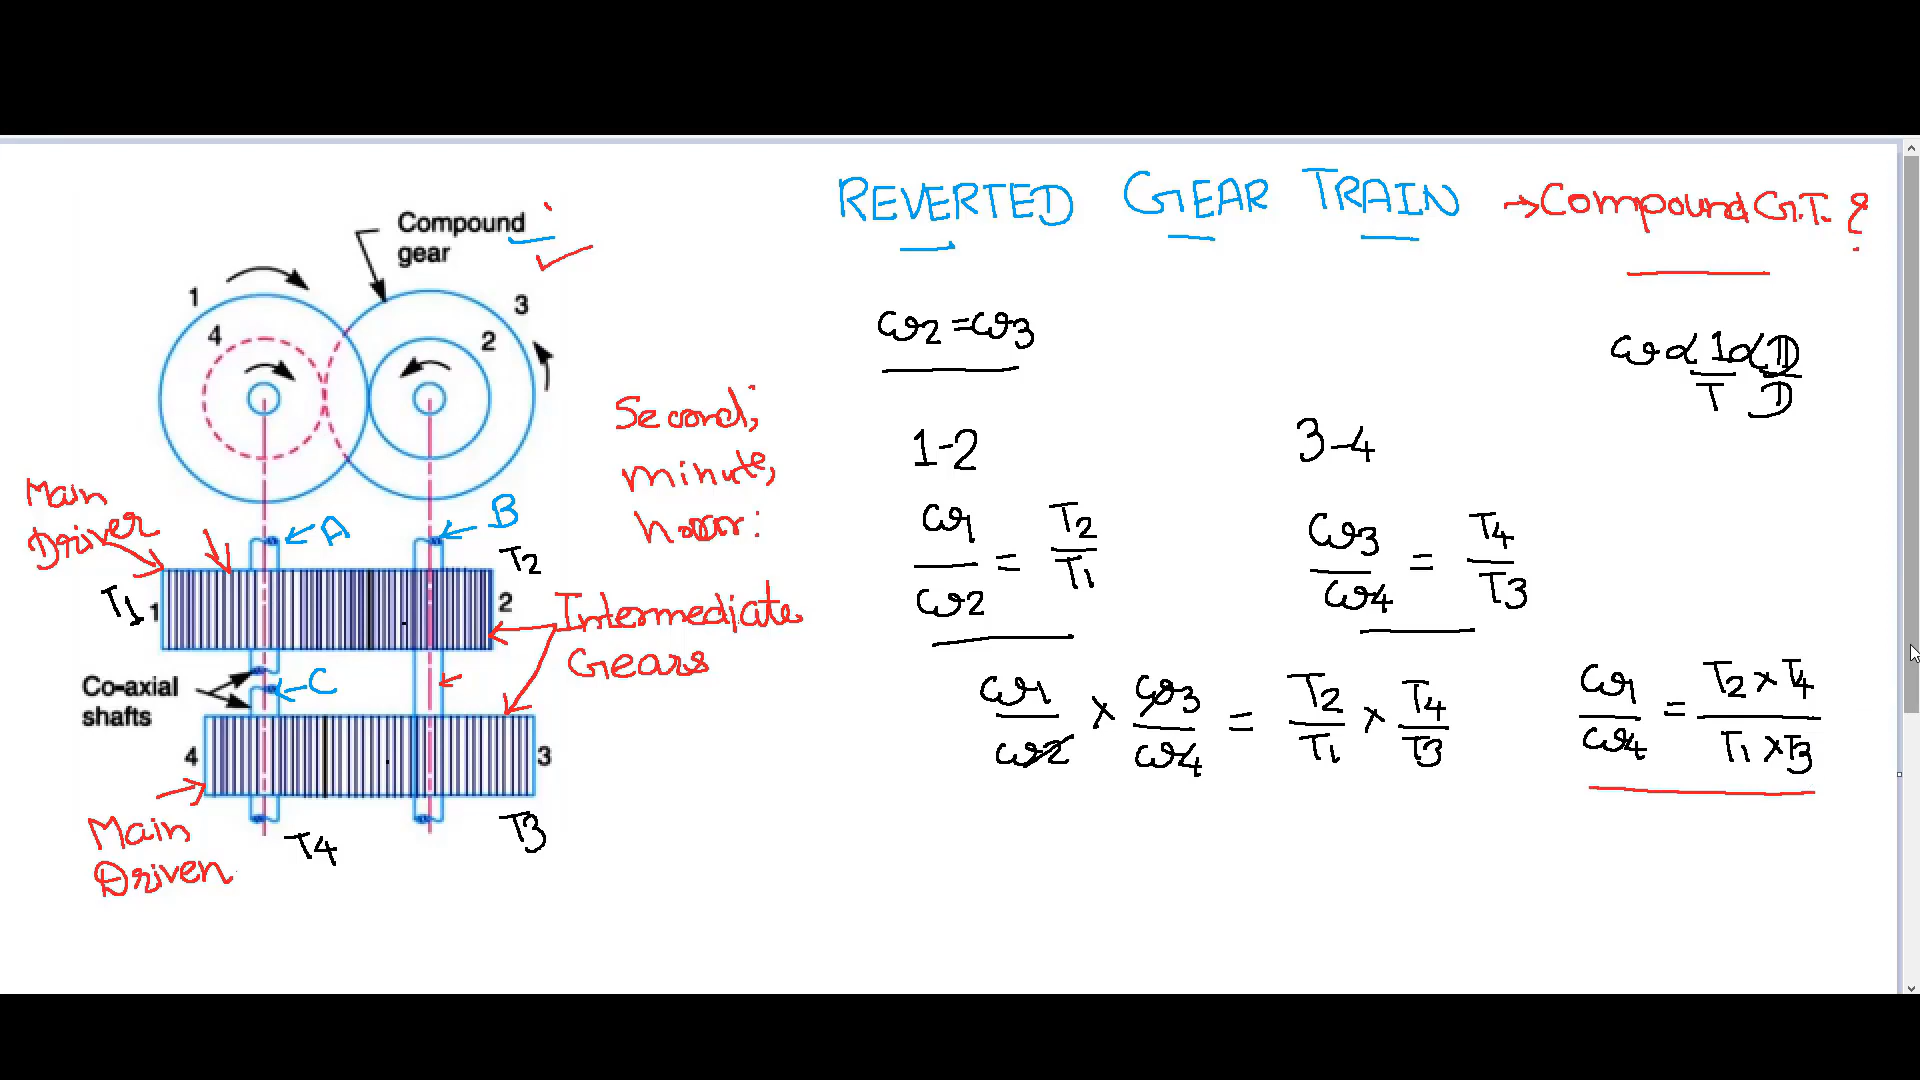 REVERTED GEAR TRAIN → Compound G.T. ?
Compound
gear
1
4
3
2
ω2 = ω3
ω ∝ 1/T ∝ 1/D
Second,
minute,
hour:
1-2
3-4
ω1/ω2 = T2/T1
ω3/ω4 = T4/T3
Main
Driver
A
B
T1
1
T2
2
Intermediate
Gears
Co-axial
shafts
C
4
3
Main
Driven
T4
T3
ω1/ω2 × ω3/ω4 = T2/T1 × T4/T3
ω1/ω4 = T2 × T4/T1 × T3